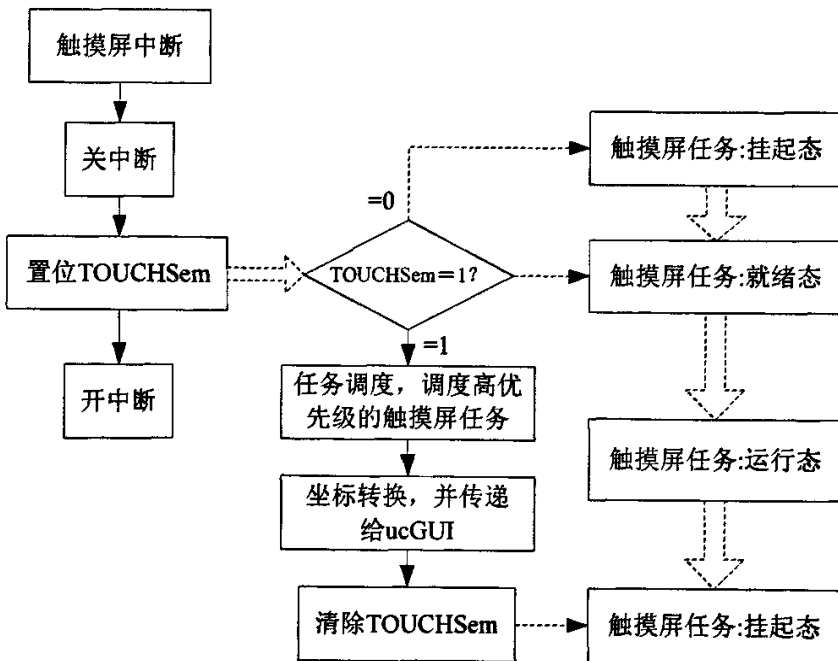 触摸屏中断
关中断
置位TOUCHSem
开中断
=0
TOUCHSem＝1?
=1
任务调度，调度高优
先级的触摸屏任务
坐标转换，并传递
给ucGUI
清除TOUCHSem
触摸屏任务:挂起态
触摸屏任务:就绪态
触摸屏任务:运行态
触摸屏任务:挂起态